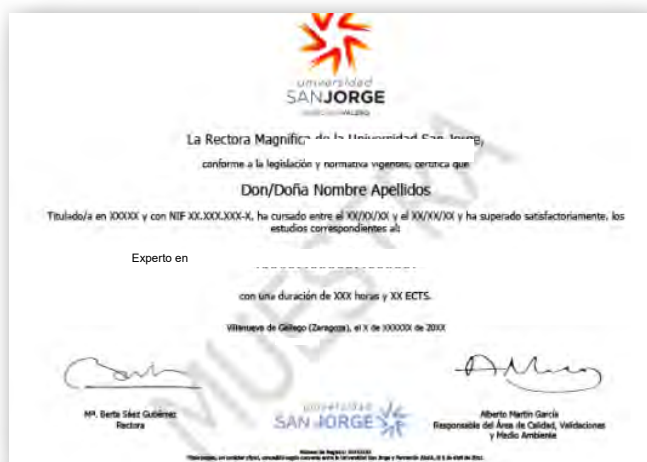 universidad
SANJORGE
La Rectora Magnífica de la Universidad San Jorge,
conforme a la legislación y normativa vigentes, certifica que
Don/Doña Nombre Apellidos
Titulado/a en XXXXX y con NIF XX.XXX.XXX-X, ha cursado entre el XX/XX/XX y el XX/XX/XX y ha superado satisfactoriamente, los
estudios correspondientes al:
Experto en
con una duración de XXX horas y XX ECTS.
Villanueva de Gállego (Zaragoza), el X de XXXXXX de 20XX
MUESTRA
Mª. Berta Sáez Gutiérrez
Rectora
universidad
SAN JORGE
Alberto Martín García
Responsable del Área de Calidad, Validaciones
y Medio Ambiente